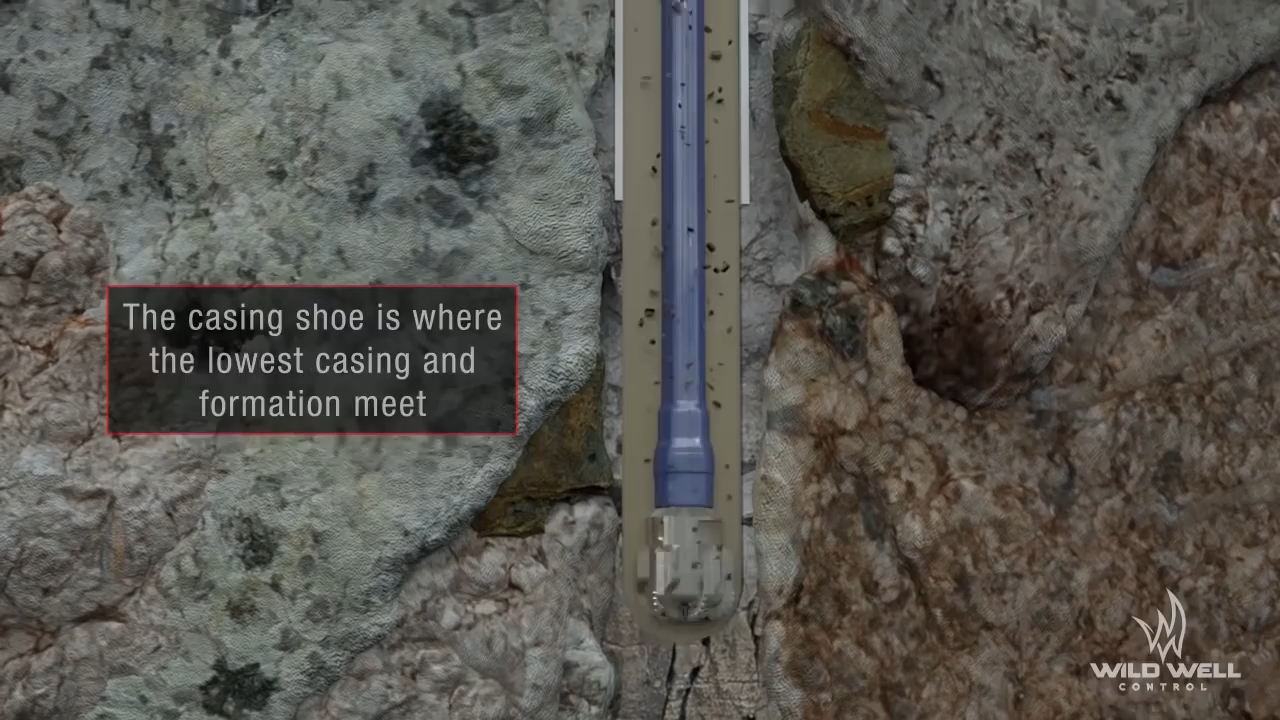 The casing shoe is where
the lowest casing and
formation meet
WILD WELL
CONTROL